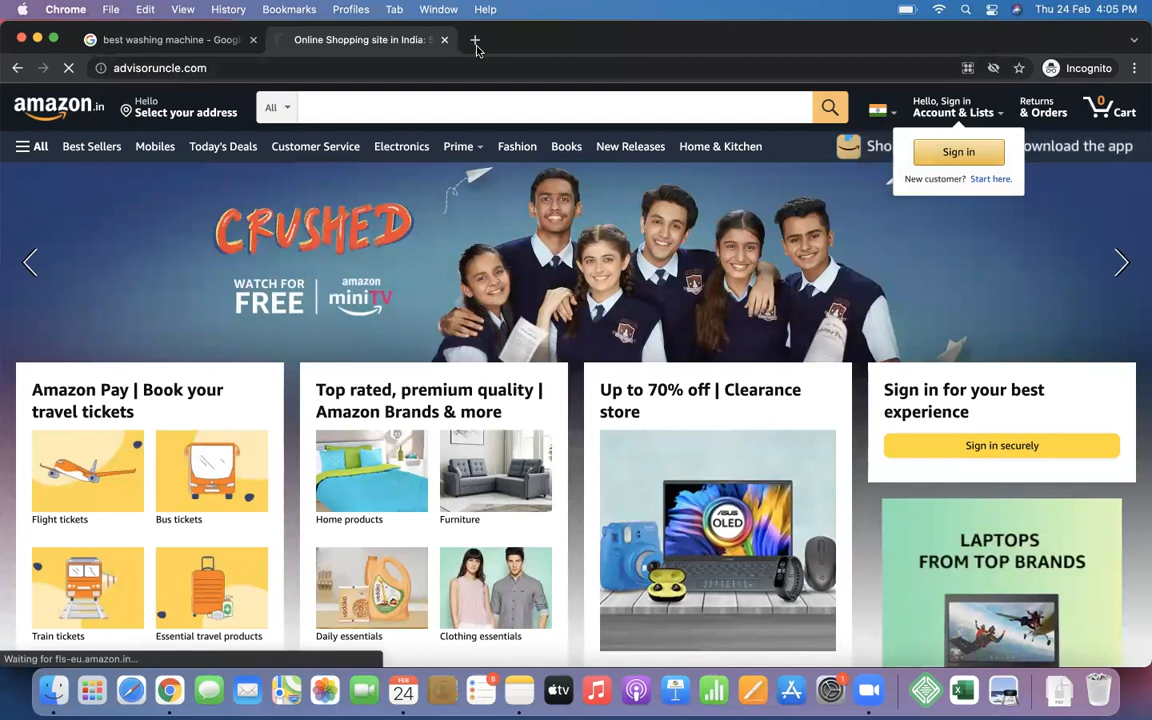 Chrome File Edit View History Bookmarks Profiles Tab Window Help Thu 24 Feb 4:05 PM
best washing machine - Googl Online Shopping site in India: S
advisoruncle.com Incognito
amazon.in
Hello
Select your address
All
Hello, Sign in
Account & Lists
Returns
& Orders
0
Cart
All Best Sellers Mobiles Today's Deals Customer Service Electronics Prime Fashion Books New Releases Home & Kitchen
Sho ownload the app
Sign in
New customer? Start here.
CRUSHED
WATCH FOR
FREE
amazon
miniTV
Amazon Pay | Book your
travel tickets
Flight tickets
Bus tickets
Train tickets
Essential travel products
Top rated, premium quality |
Amazon Brands & more
Home products
Furniture
Daily essentials
Clothing essentials
Up to 70% off | Clearance
store
ASUS
OLED
Sign in for your best
experience
Sign in securely
LAPTOPS
FROM TOP BRANDS
Waiting for fls-eu.amazon.in...
FEB
24
8
tv
1